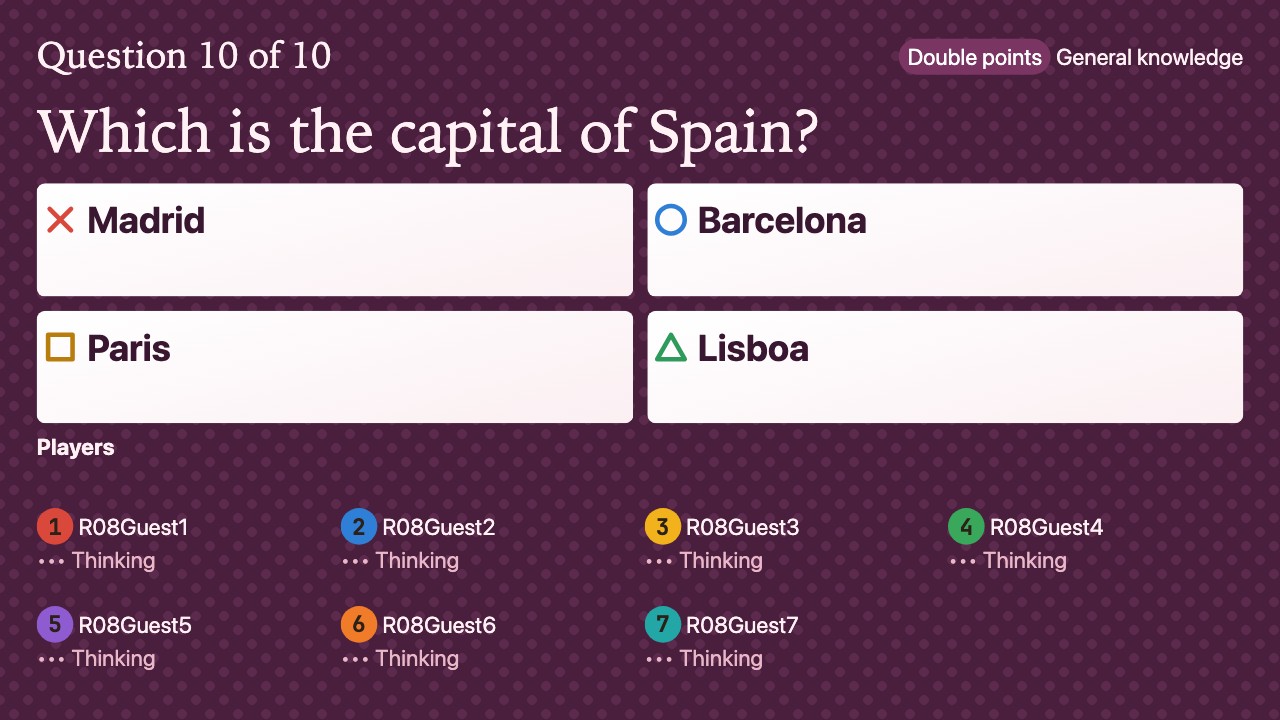 Question 10 of 10
Double points General knowledge
Which is the capital of Spain?
Madrid
Barcelona
Paris
Lisboa
Players
1 R08Guest1
2 R08Guest2
3 R08Guest3
4 R08Guest4
••• Thinking
••• Thinking
••• Thinking
••• Thinking
5 R08Guest5
6 R08Guest6
7 R08Guest7
••• Thinking
••• Thinking
••• Thinking